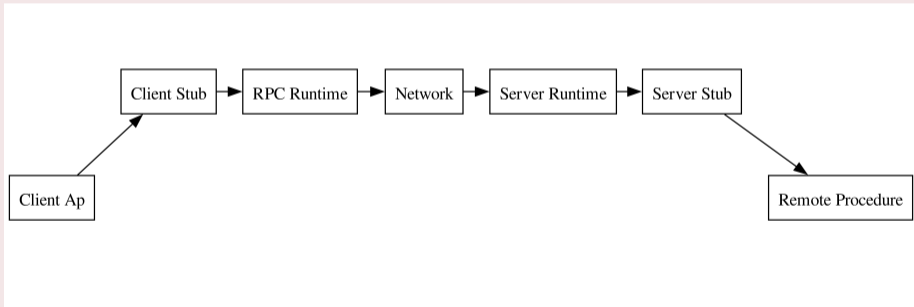 Client Stub
RPC Runtime
Network
Server Runtime
Server Stub
Client Ap
Remote Procedure